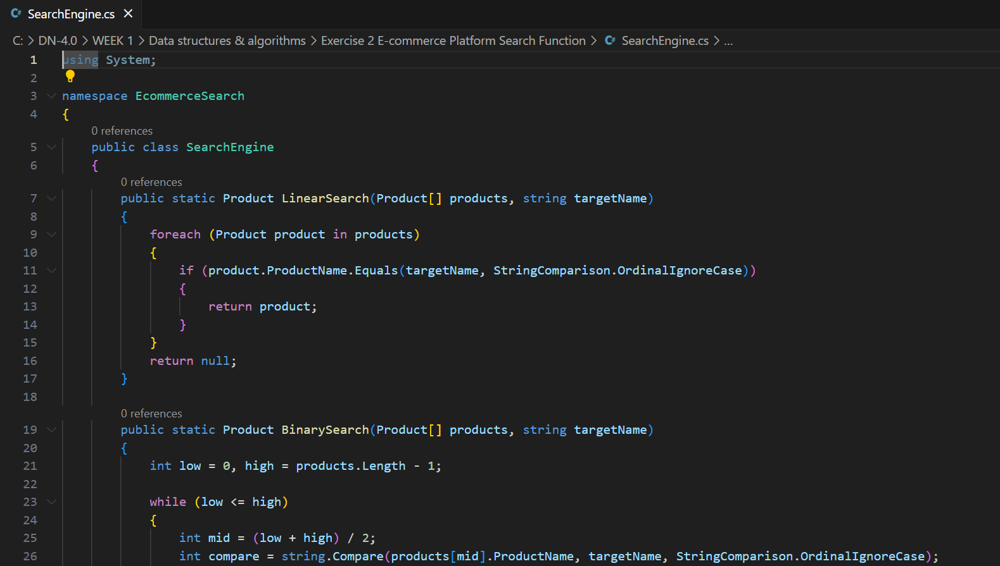 C# SearchEngine.cs ×
C: > DN-4.0 > WEEK 1 > Data structures & algorithms > Exercise 2 E-commerce Platform Search Function > C# SearchEngine.cs > ...
1 using System;
2
3 namespace EcommerceSearch
4 {
0 references
5 public class SearchEngine
6 {
0 references
7 public static Product LinearSearch(Product[] products, string targetName)
8 {
9 foreach (Product product in products)
10 {
11 if (product.ProductName.Equals(targetName, StringComparison.OrdinalIgnoreCase))
12 {
13 return product;
14 }
15 }
16 return null;
17 }
18
0 references
19 public static Product BinarySearch(Product[] products, string targetName)
20 {
21 int low = 0, high = products.Length - 1;
22
23 while (low <= high)
24 {
25 int mid = (low + high) / 2;
26 int compare = string.Compare(products[mid].ProductName, targetName, StringComparison.OrdinalIgnoreCase);